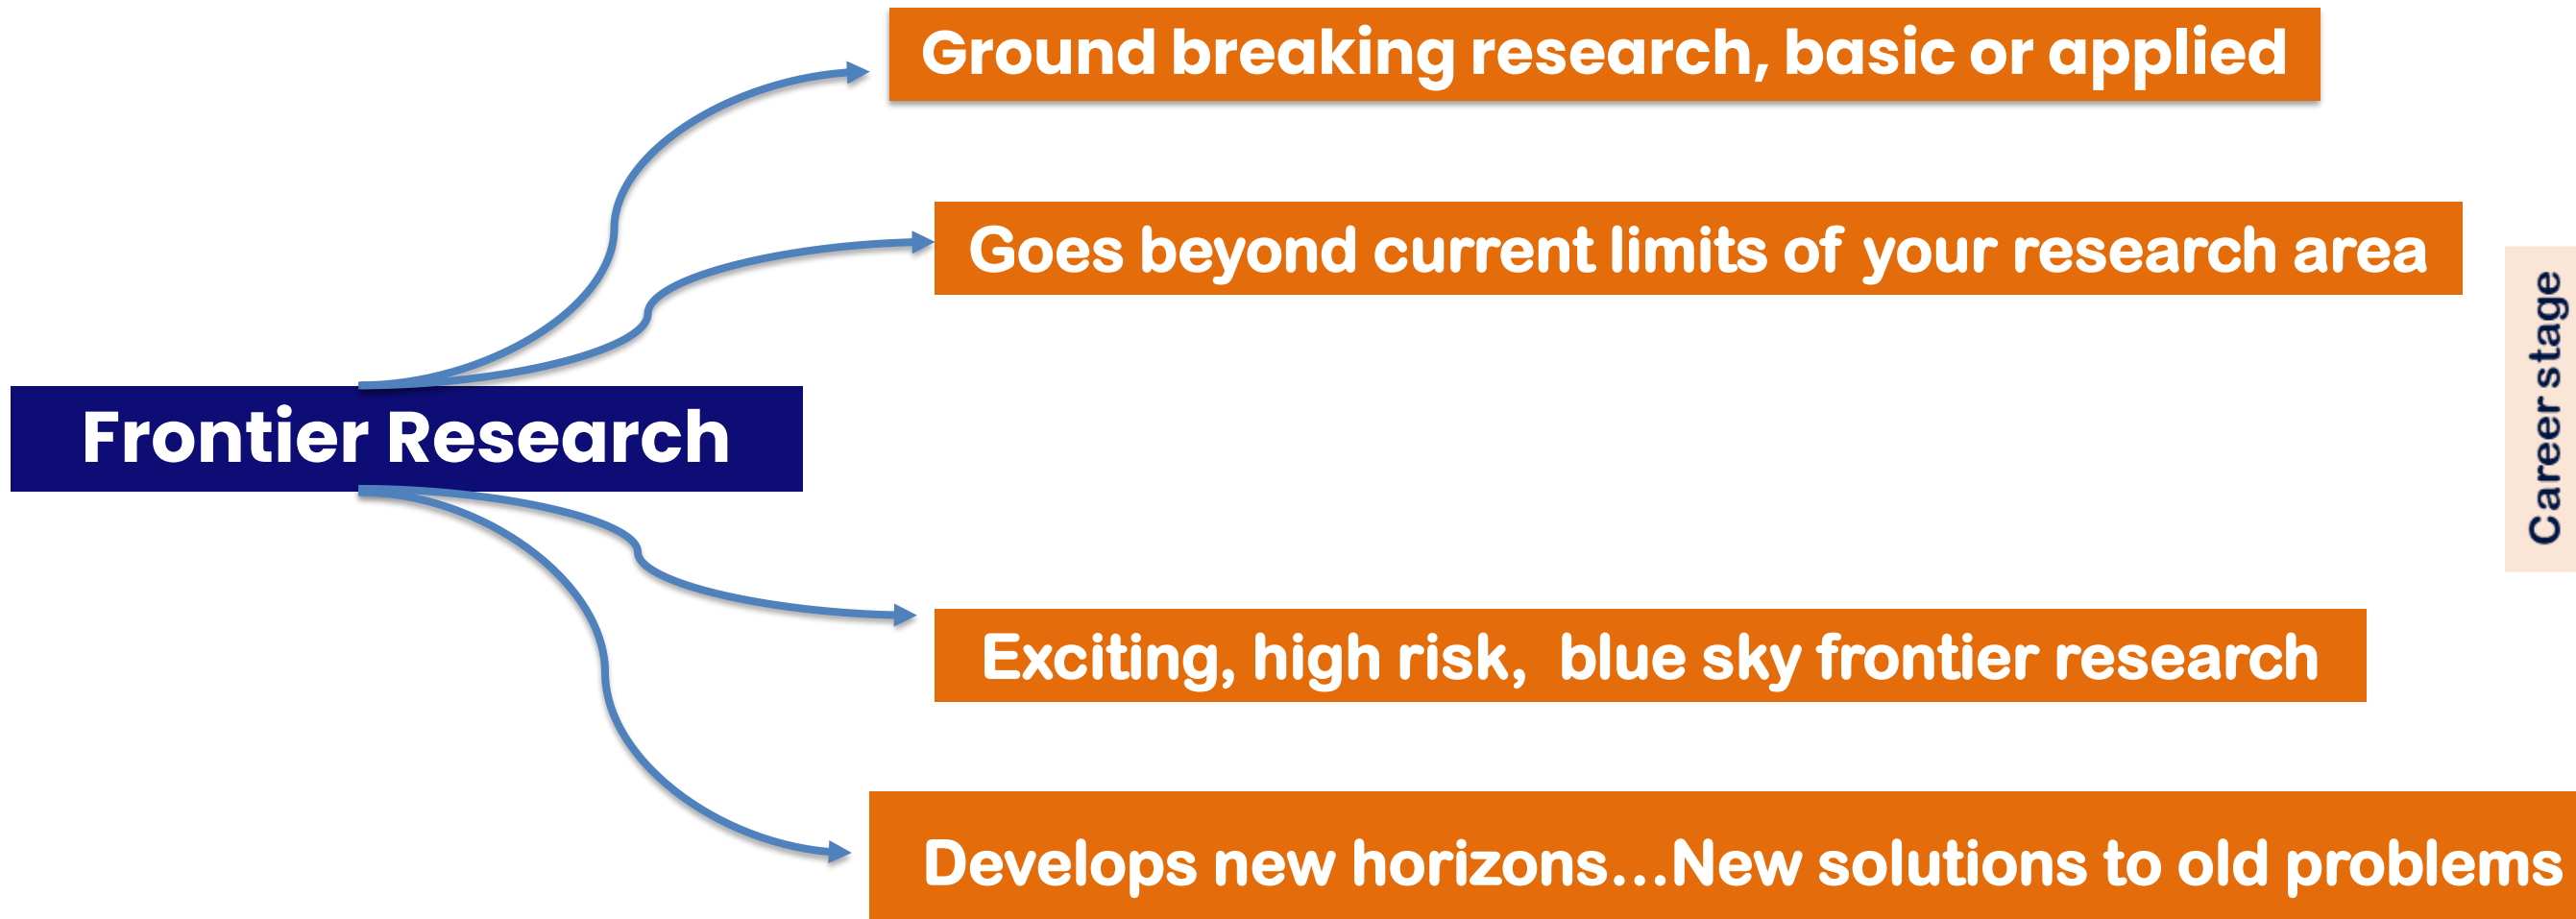 Ground breaking research, basic or applied
Goes beyond current limits of your research area
Career stage
Frontier Research
Exciting, high risk, blue sky frontier research
Develops new horizons...New solutions to old problems